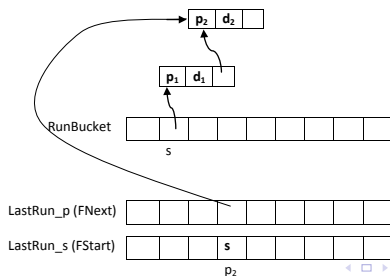 p₂ d₂
p₁ d₁
RunBucket
s
LastRun_p (FNext)
LastRun_s (FStart) s
p₂